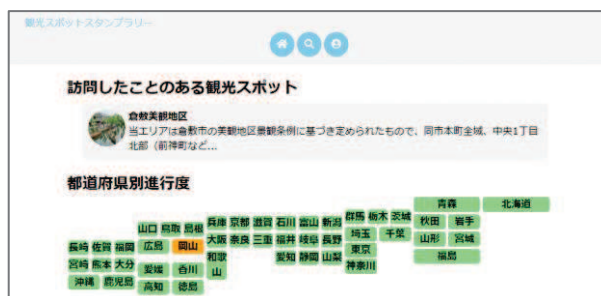 観光スポットスタンプラリー
訪問したことのある観光スポット
倉敷美観地区
当エリアは倉敷市の美観地区景観条例に基づき定められたもので、同市本町全域、中央1丁目
北部（前神町など...
都道府県別進行度
青森 北海道
山口 鳥取 島根 兵庫 京都 滋賀 石川 富山 新潟 群馬 栃木 茨城 秋田 岩手
長崎 佐賀 福岡 広島 岡山 大阪 奈良 三重 福井 岐阜 長野 埼玉 千葉 山形 宮城
宮崎 熊本 大分 愛媛 香川 和歌山 愛知 静岡 山梨 東京 福島
沖縄 鹿児島 高知 徳島 神奈川